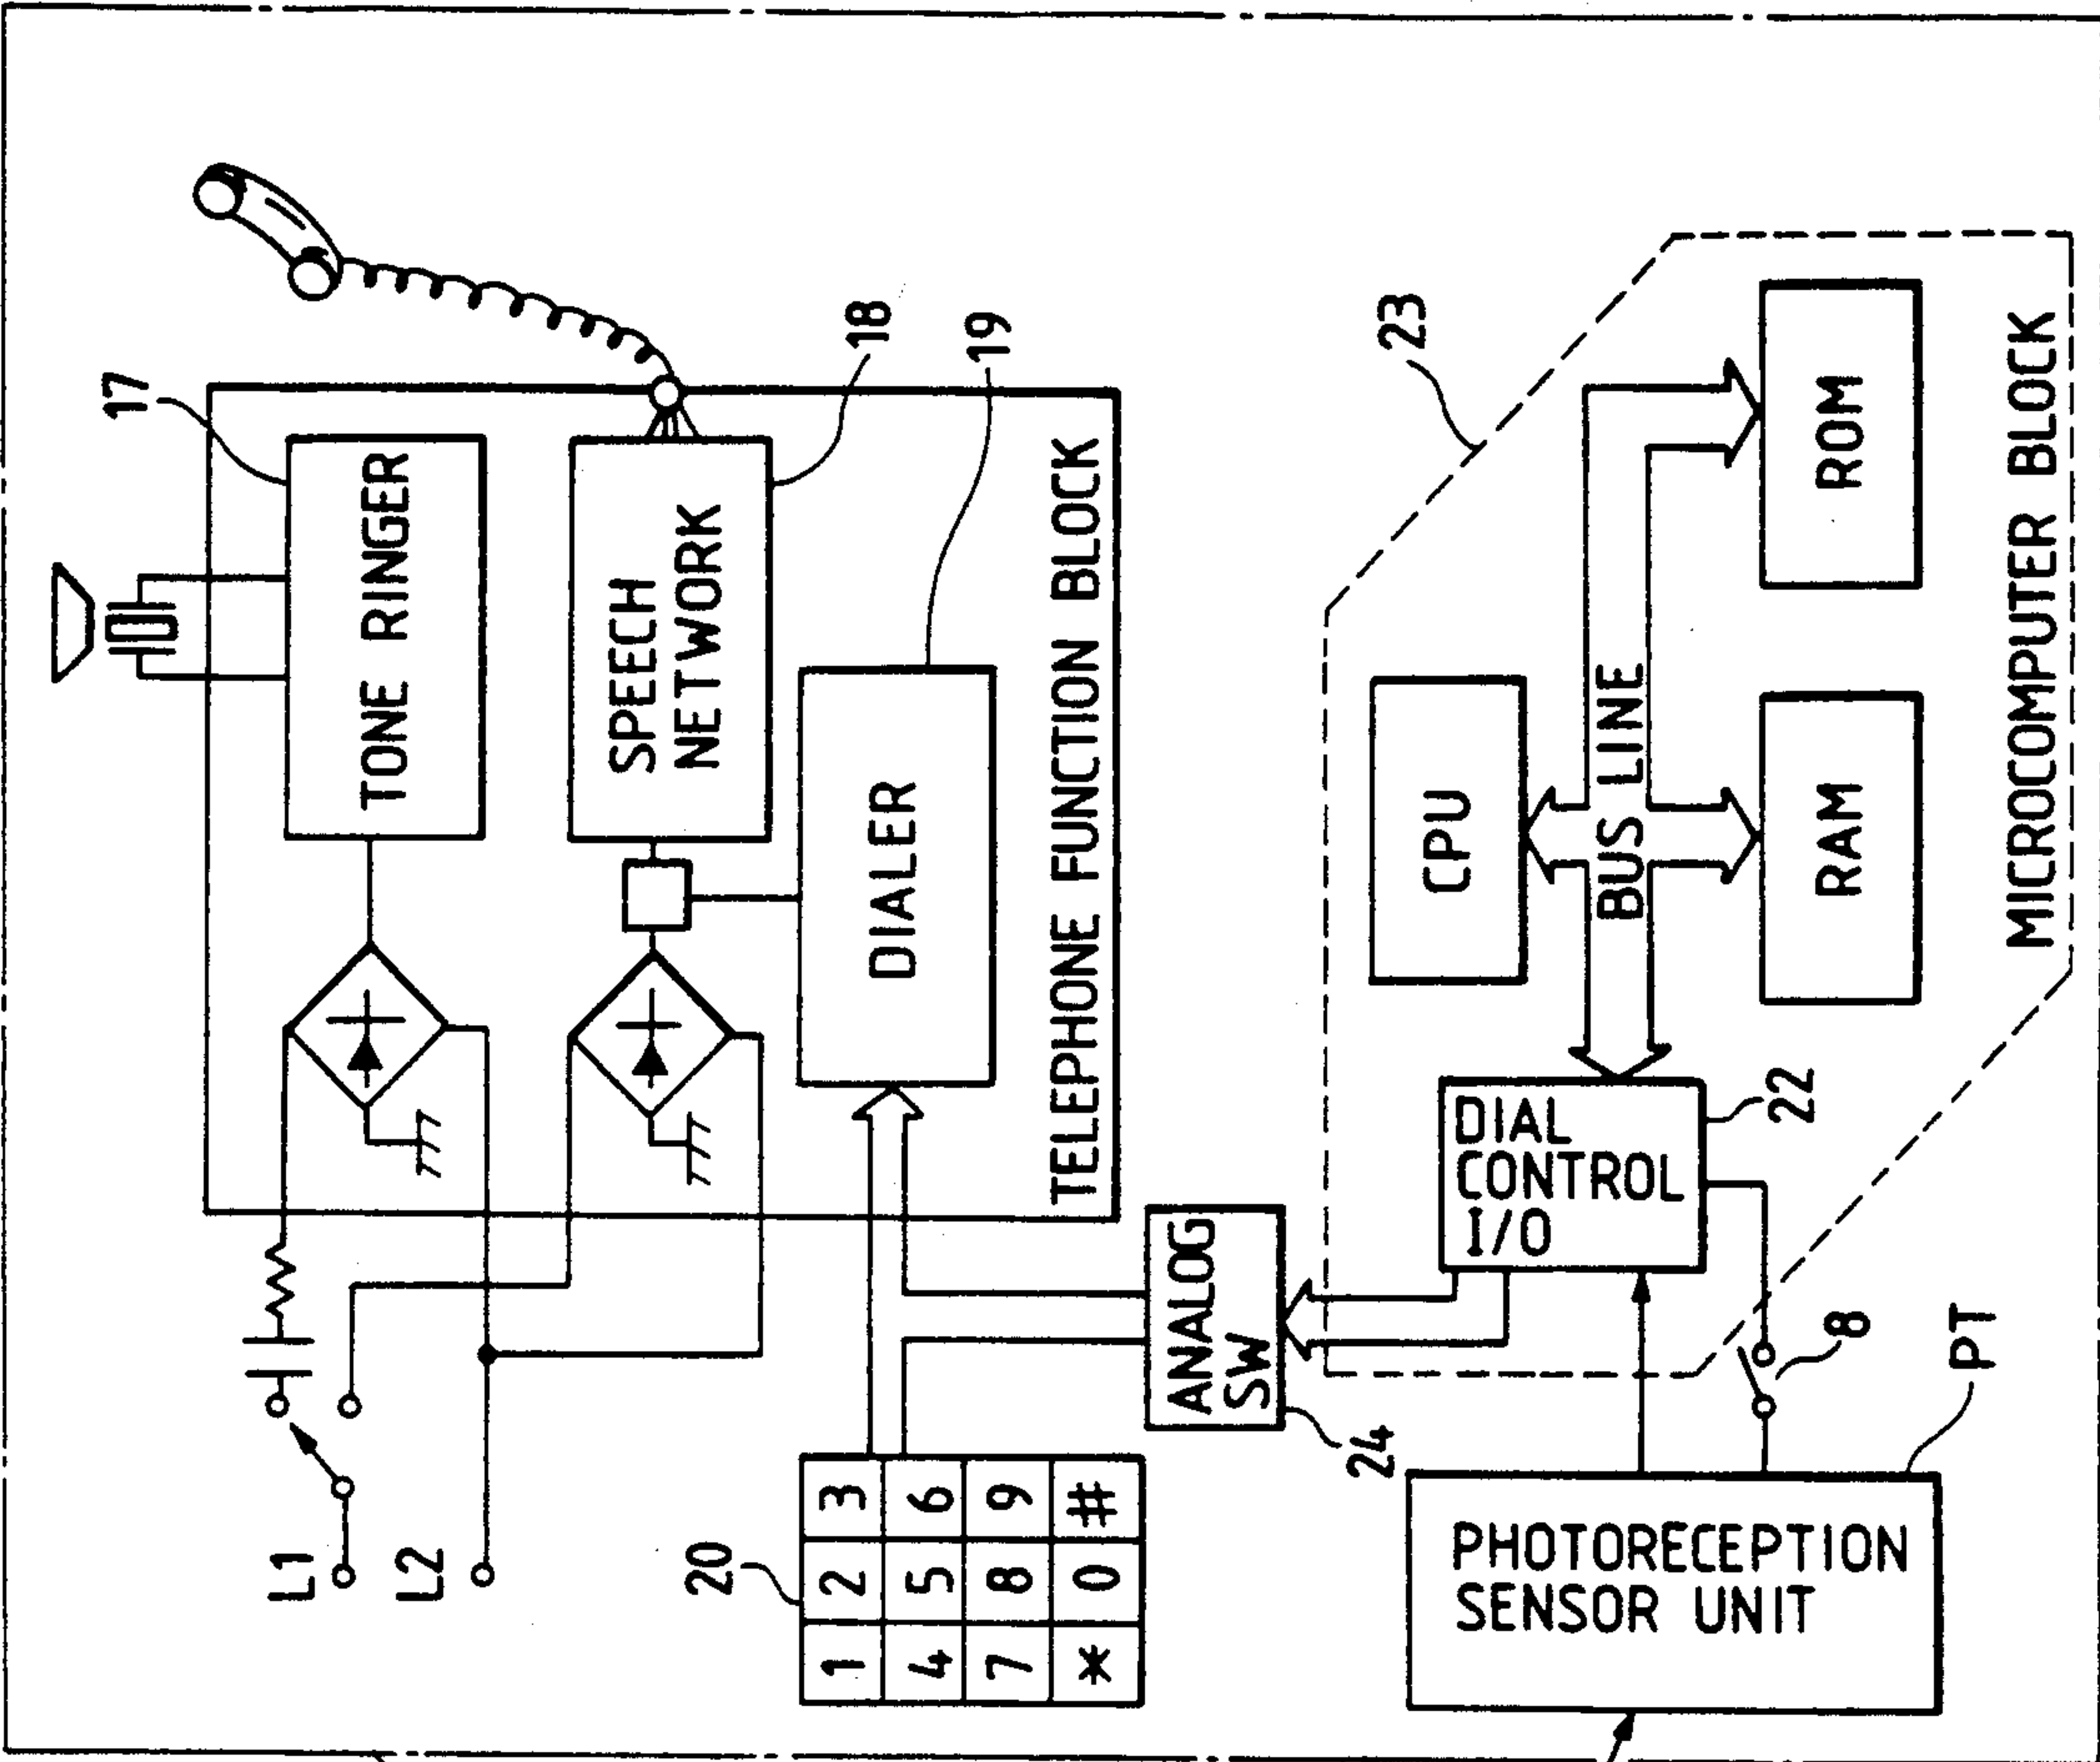 17
TONE RINGER
18
SPEECH
NETWORK
19
DIALER
TELEPHONE FUNCTION BLOCK
L1
L2
20
1 2 3
4 5 6
7 8 9
* 0 #
ANALOG
SW
24
23
CPU
BUS LINE
ROM
RAM
DIAL
CONTROL
I/O
22
MICROCOMPUTER BLOCK
8
PT
PHOTORECEPTION
SENSOR UNIT